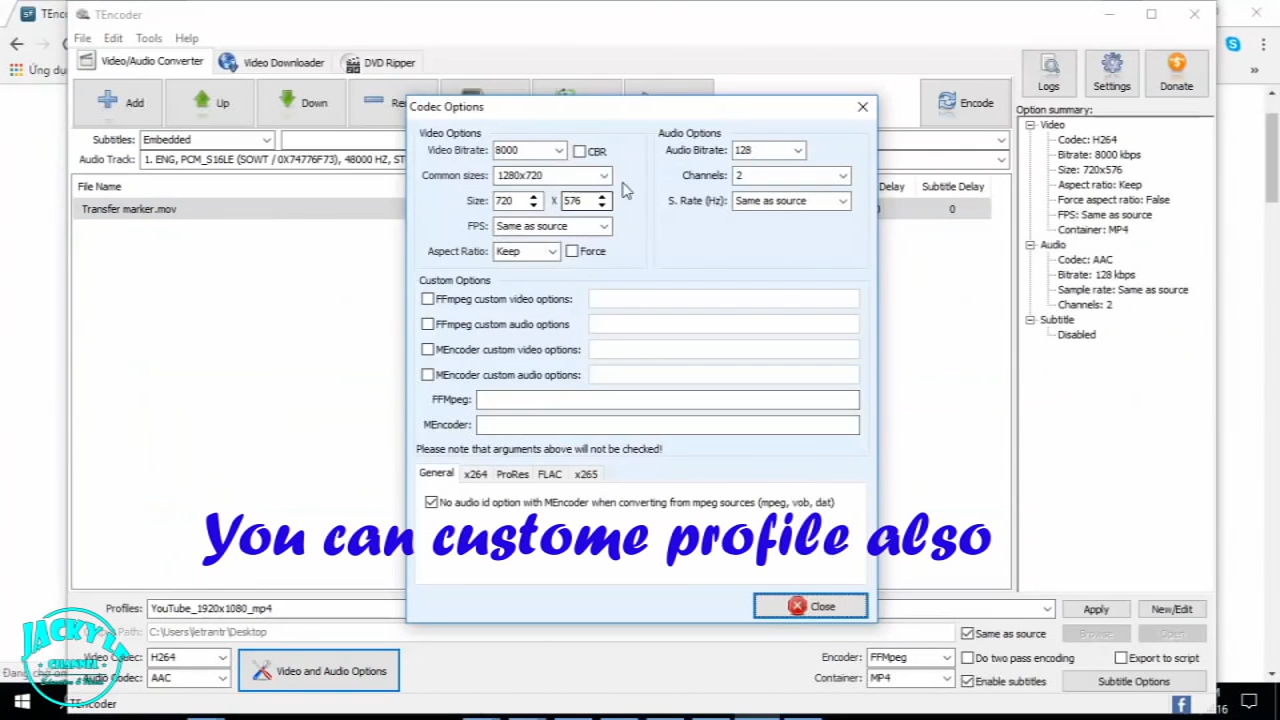 TEnc
TEncoder
File Edit Tools Help
Ứng dụ
Video/Audio Converter Video Downloader DVD Ripper
Add Up Down Encode Logs Settings Donate
Subtitles: Embedded
Audio Track: 1. ENG, PCM_S16LE (SOWT / 0X74776F73), 48000 HZ, ST
File Name Delay Subtitle Delay
Transfer marker.mov 0
Option summary:
Video
Codec: H264
Bitrate: 8000 kbps
Size: 720x576
Aspect ratio: Keep
Force aspect ratio: False
FPS: Same as source
Container: MP4
Audio
Codec: AAC
Bitrate: 128 kbps
Sample rate: Same as source
Channels: 2
Subtitle
Disabled
Codec Options
Video Options Audio Options
Video Bitrate: 8000 CBR Audio Bitrate: 128
Common sizes: 1280x720 Channels: 2
Size: 720 X 576 S. Rate (Hz): Same as source
FPS: Same as source
Aspect Ratio: Keep Force
Custom Options
FFmpeg custom video options:
FFmpeg custom audio options
MEncoder custom video options:
MEncoder custom audio options:
FFMpeg:
MEncoder:
Please note that arguments above will not be checked!
General x264 ProRes FLAC x265
No audio id option with MEncoder when converting from mpeg sources (mpeg, vob, dat)
You can custome profile also
Close
Profiles: YouTube_1920x1080_mp4 Apply New/Edit
Path: C:\Users\letrantr\Desktop Same as source Browse Open
Video Codec: H264 Video and Audio Options Encoder: FFMpeg Do two pass encoding Export to script
Audio Codec: AAC Container: MP4 Enable subtitles Subtitle Options
JACKY LE
CHANNEL
TEncoder
16